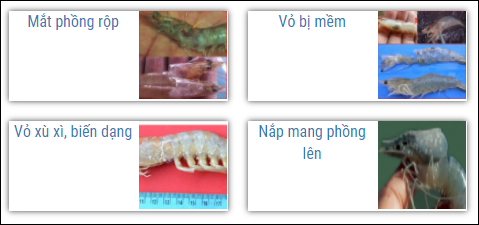 Mắt phồng rộp
Vỏ bị mềm
Vỏ xù xì, biến dạng
Nắp mang phồng
lên